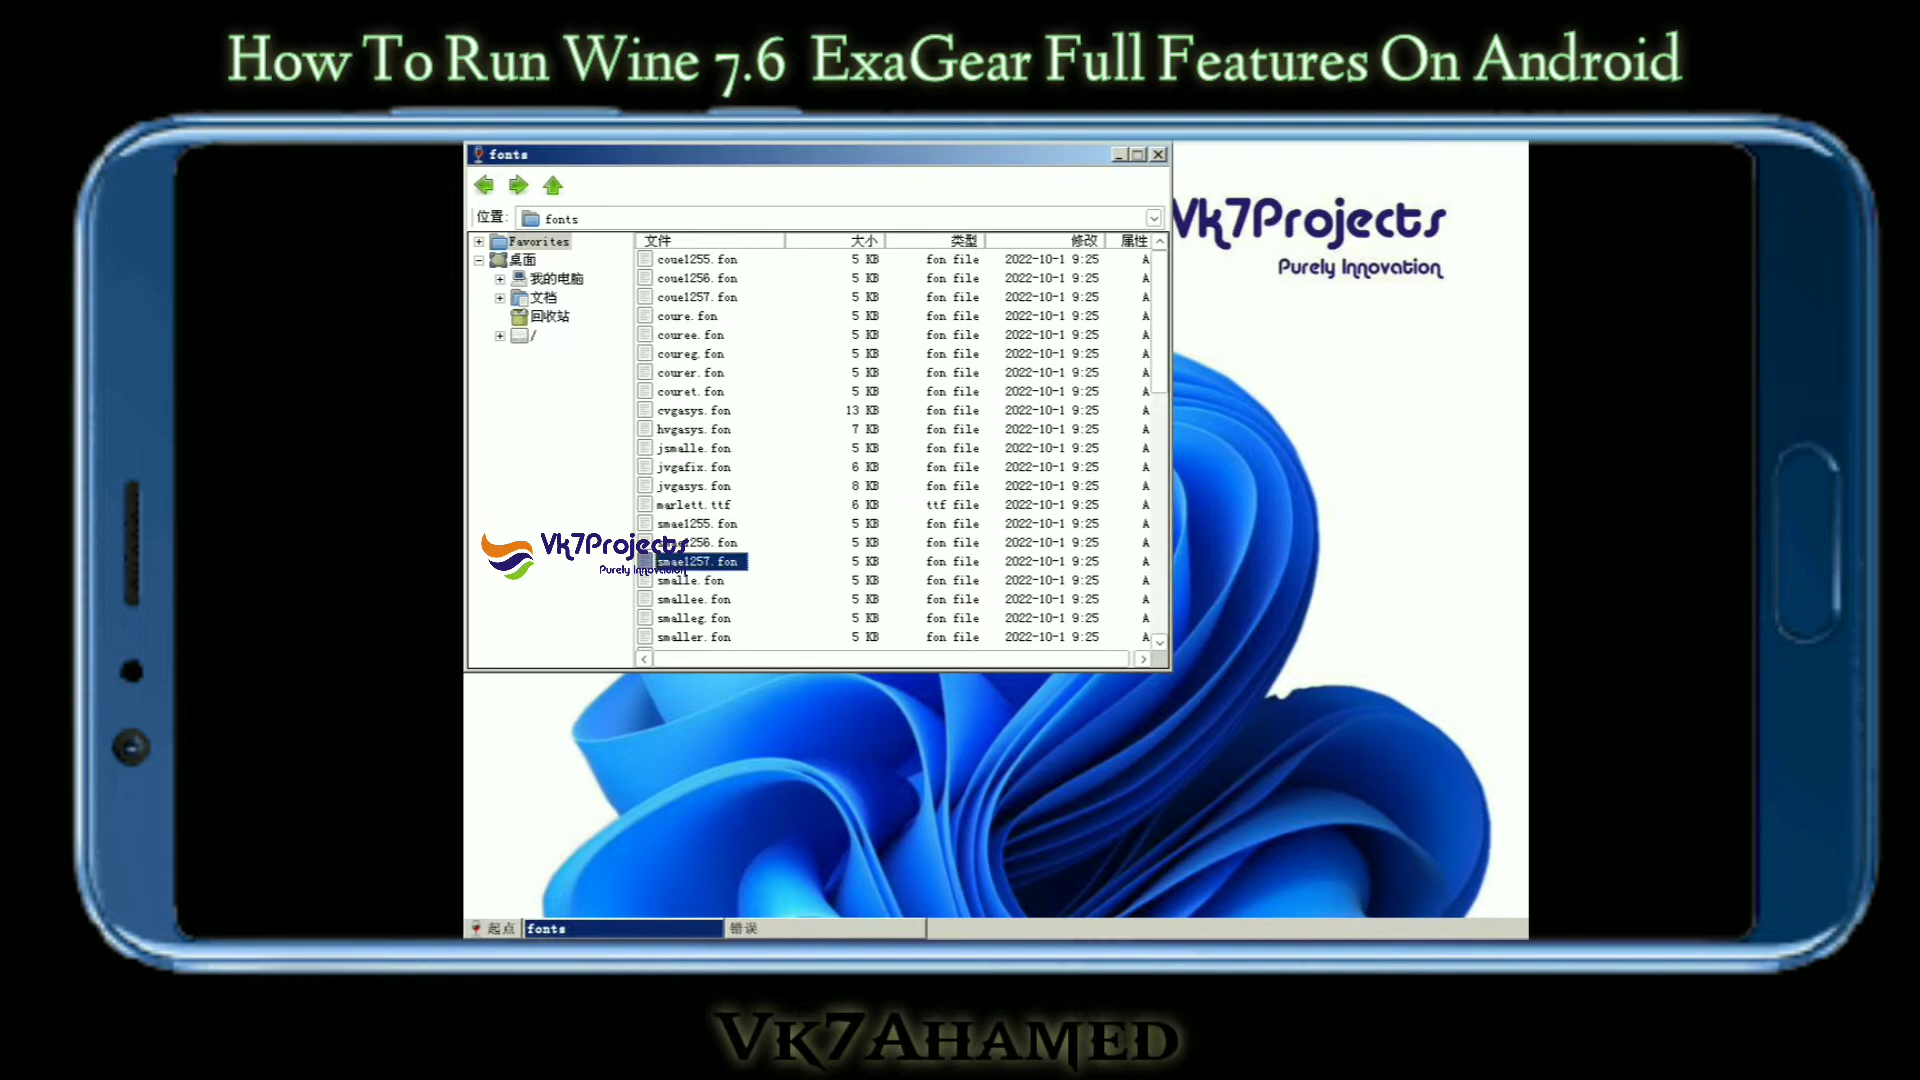 How To Run Wine 7.6 ExaGear Full Features On Android
fonts
位置: fonts
Favorites
桌面
我的电脑
文档
回收站
/
文件 大小 类型 修改 属性
coue1255.fon 5 KB fon file 2022-10-1 9:25 A
coue1256.fon 5 KB fon file 2022-10-1 9:25 A
coue1257.fon 5 KB fon file 2022-10-1 9:25 A
coure.fon 5 KB fon file 2022-10-1 9:25 A
couree.fon 5 KB fon file 2022-10-1 9:25 A
coureg.fon 5 KB fon file 2022-10-1 9:25 A
courer.fon 5 KB fon file 2022-10-1 9:25 A
couret.fon 5 KB fon file 2022-10-1 9:25 A
cvgasys.fon 13 KB fon file 2022-10-1 9:25 A
hvgasys.fon 7 KB fon file 2022-10-1 9:25 A
jsmalle.fon 5 KB fon file 2022-10-1 9:25 A
jvgafix.fon 6 KB fon file 2022-10-1 9:25 A
jvgasys.fon 8 KB fon file 2022-10-1 9:25 A
marlett.ttf 6 KB ttf file 2022-10-1 9:25 A
smae1255.fon 5 KB fon file 2022-10-1 9:25 A
smae1256.fon 5 KB fon file 2022-10-1 9:25 A
smae1257.fon 5 KB fon file 2022-10-1 9:25 A
smalle.fon 5 KB fon file 2022-10-1 9:25 A
smallee.fon 5 KB fon file 2022-10-1 9:25 A
smalleg.fon 5 KB fon file 2022-10-1 9:25 A
smaller.fon 5 KB fon file 2022-10-1 9:25 A
Vk7Projects
Purely Innovation
Vk7Projects
Purely Innovation
起点 fonts 错误
Vk7Ahamed